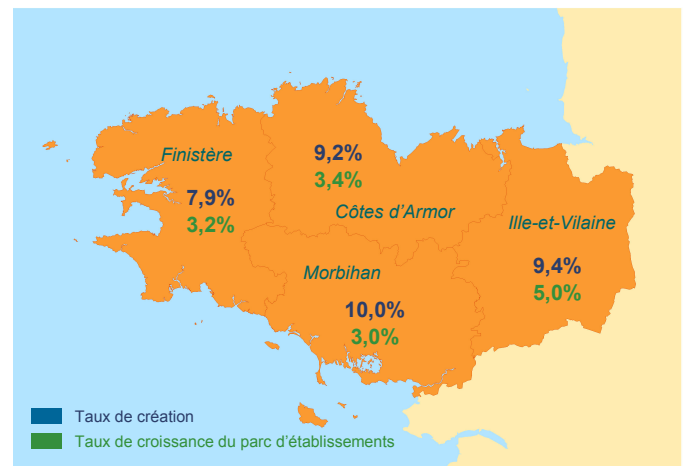 Finistère
7,9%
3,2%
9,2%
3,4%
Côtes d'Armor
Ille-et-Vilaine
9,4%
5,0%
Morbihan
10,0%
3,0%
Taux de création
Taux de croissance du parc d'établissements